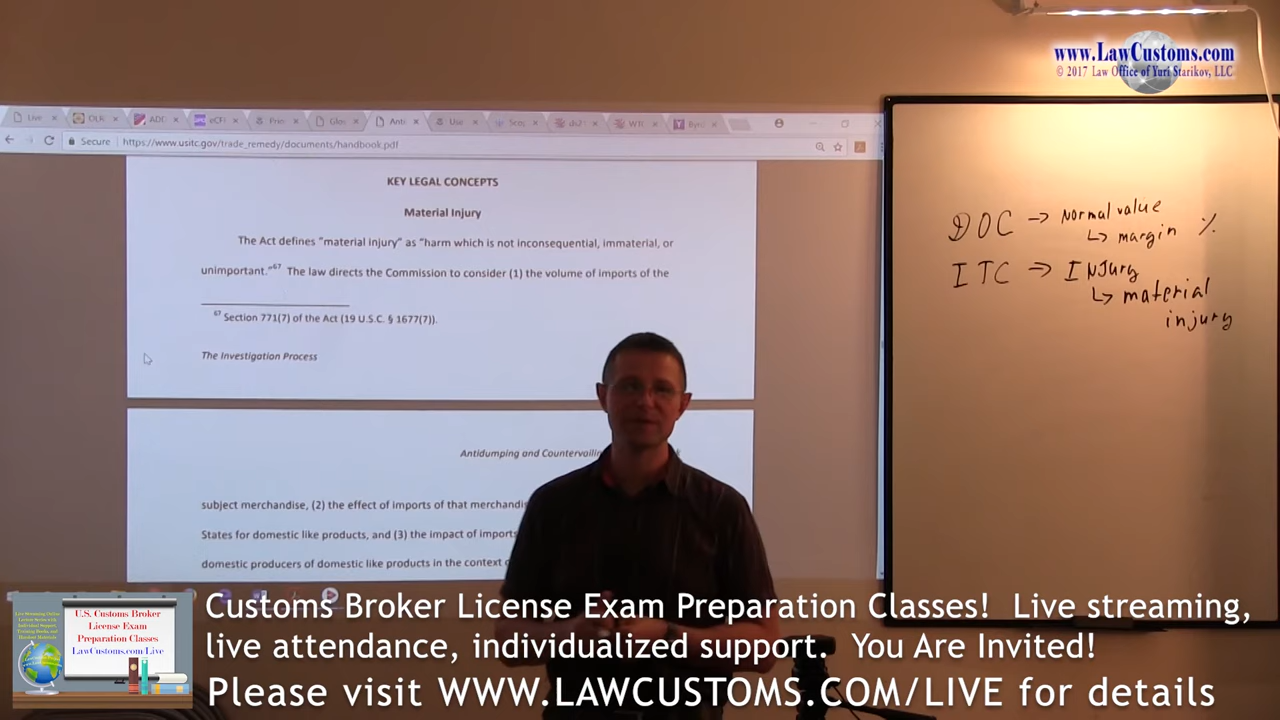 www.LawCustoms.com
© 2017 Law Office of Yuri Starikov, LLC
Live
Secure
https://www.usitc.gov/trade_remedy/documents/handbook.pdf
KEY LEGAL CONCEPTS
Material Injury
The Act defines "material injury" as "harm which is not inconsequential, immaterial, or
unimportant."67 The law directs the Commission to consider (1) the volume of imports of the
67 Section 771(7) of the Act (19 U.S.C. § 1677(7)).
The Investigation Process
Antidumping and
subject merchandise, (2) the effect of imports of that
States for domestic like products, and (3) the impact of
domestic producers of domestic like products in the context
DOC → Normal value
↳ margin %
ITC → INjury
↳ material
injury
U.S. Customs Broker
License Exam
Preparation Classes
LawCustoms.com/Live
Customs Broker License Exam Preparation Classes! Live streaming,
live attendance, individualized support. You Are Invited!
Please visit WWW.LAWCUSTOMS.COM/LIVE for details